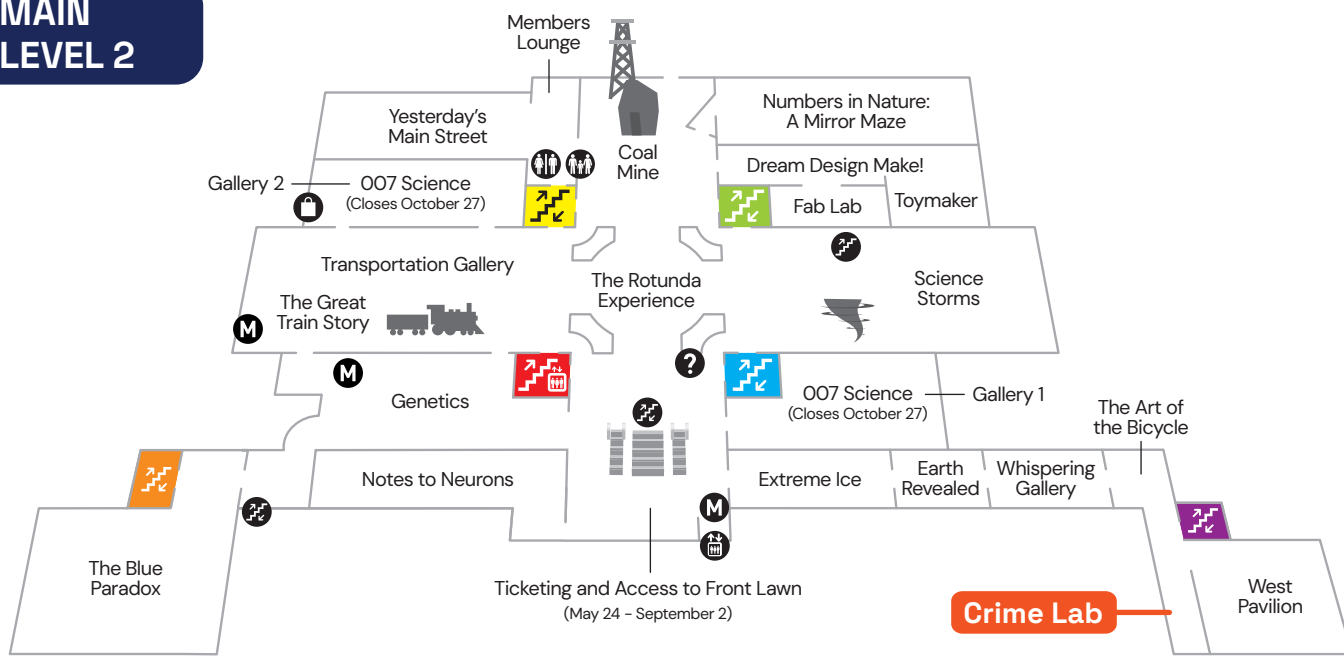 MAIN
LEVEL 2
Members
Lounge
Yesterday's
Main Street
Numbers in Nature:
A Mirror Maze
Coal
Mine
Dream Design Make!
Gallery 2
007 Science
(Closes October 27)
Fab Lab
Toymaker
Transportation Gallery
The Rotunda
Experience
Science
Storms
The Great
Train Story
M
M
?
Genetics
007 Science
(Closes October 27)
Gallery 1
The Art of
the Bicycle
Notes to Neurons
Extreme Ice
Earth
Revealed
Whispering
Gallery
M
The Blue
Paradox
Ticketing and Access to Front Lawn
(May 24 - September 2)
Crime Lab
West
Pavilion